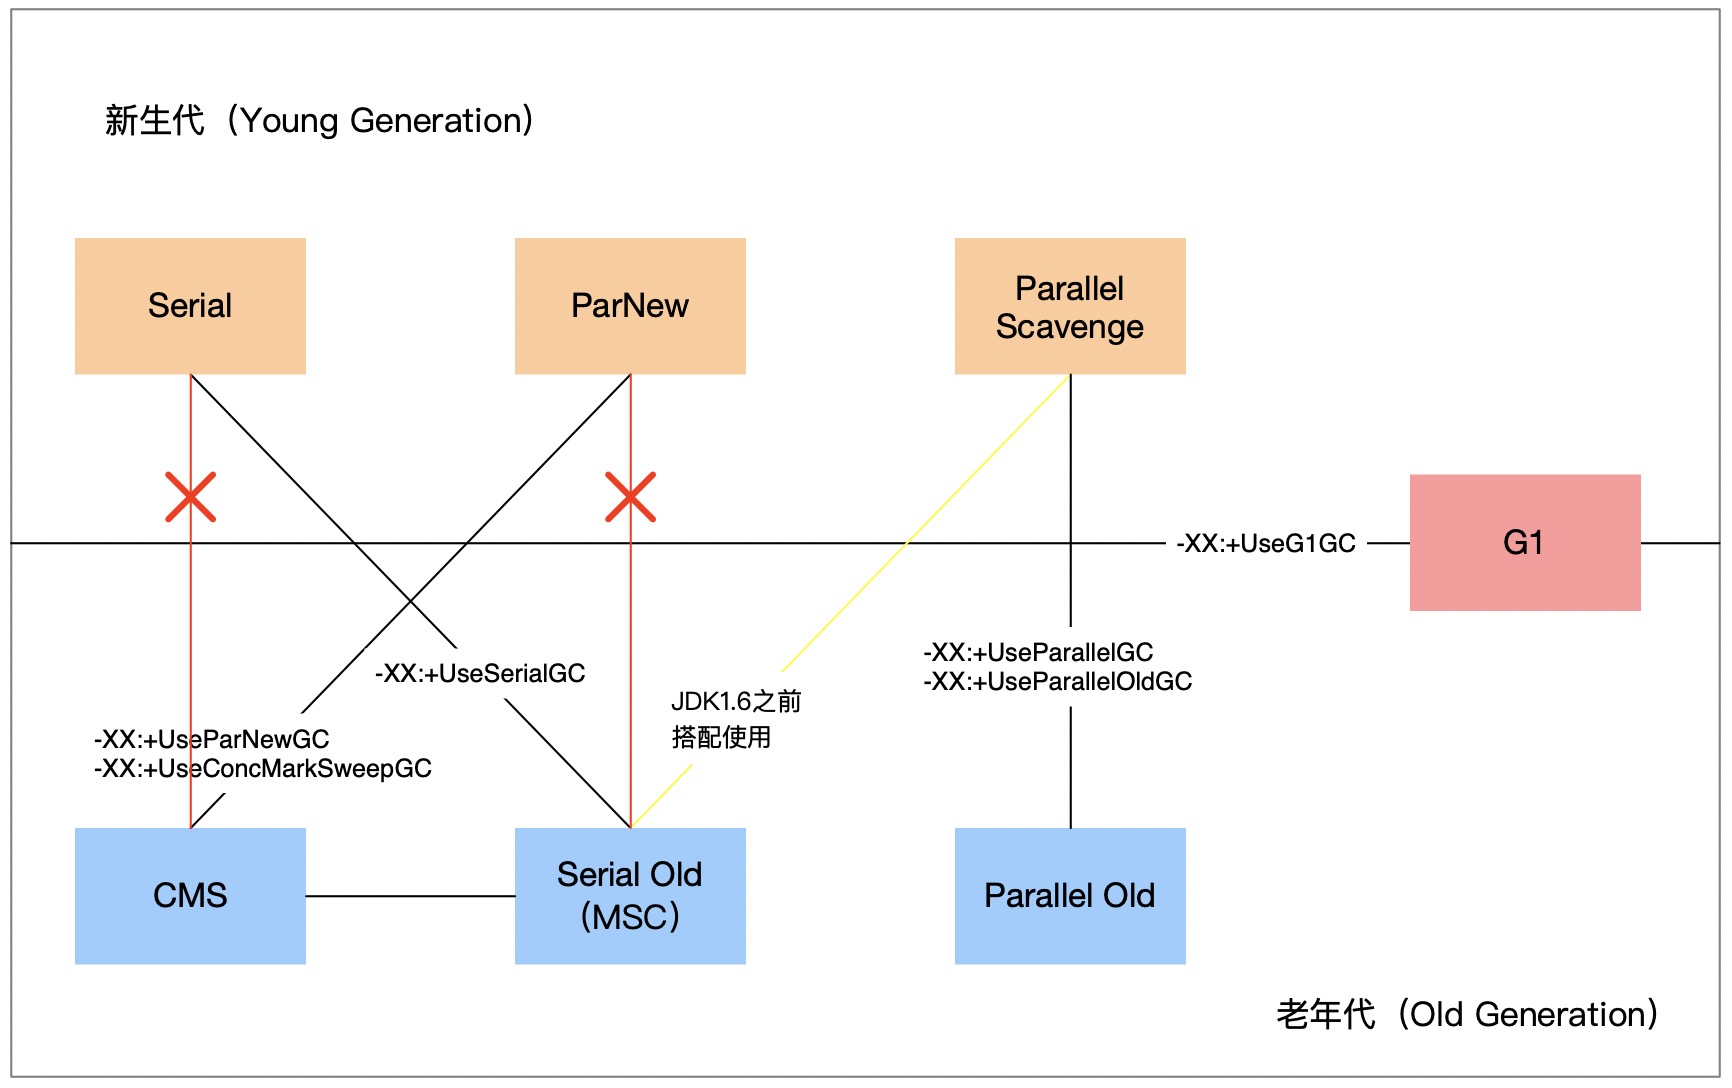 新生代（Young Generation）
Serial
ParNew
Parallel
Scavenge
-XX:+UseG1GC
G1
-XX:+UseParallelGC
-XX:+UseParallelOldGC
-XX:+UseSerialGC
JDK1.6之前
搭配使用
-XX:+UseParNewGC
-XX:+UseConcMarkSweepGC
CMS
Serial Old
（MSC）
Parallel Old
老年代（Old Generation）